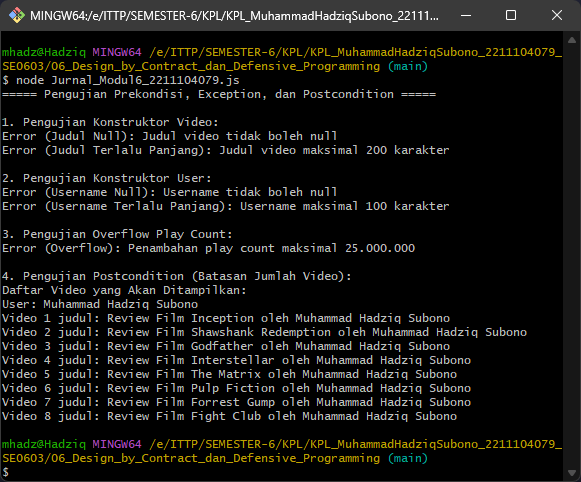 MINGW64:/e/ITTP/SEMESTER-6/KPL/KPL_MuhammadHadziqSubono_22111...
mhadz@Hadziq MINGW64 /e/ITTP/SEMESTER-6/KPL/KPL_MuhammadHadziqSubono_2211104079_
SE0603/06_Design_by_Contract_dan_Defensive_Programming (main)
$ node Jurnal_Modul6_2211104079.js
===== Pengujian Prekondisi, Exception, dan Postcondition =====
1. Pengujian Konstruktor Video:
Error (Judul Null): Judul video tidak boleh null
Error (Judul Terlalu Panjang): Judul video maksimal 200 karakter
2. Pengujian Konstruktor User:
Error (Username Null): Username tidak boleh null
Error (Username Terlalu Panjang): Username maksimal 100 karakter
3. Pengujian Overflow Play Count:
Error (Overflow): Penambahan play count maksimal 25.000.000
4. Pengujian Postcondition (Batasan Jumlah Video):
Daftar Video yang Akan Ditampilkan:
User: Muhammad Hadziq Subono
Video 1 judul: Review Film Inception oleh Muhammad Hadziq Subono
Video 2 judul: Review Film Shawshank Redemption oleh Muhammad Hadziq Subono
Video 3 judul: Review Film Godfather oleh Muhammad Hadziq Subono
Video 4 judul: Review Film Interstellar oleh Muhammad Hadziq Subono
Video 5 judul: Review Film The Matrix oleh Muhammad Hadziq Subono
Video 6 judul: Review Film Pulp Fiction oleh Muhammad Hadziq Subono
Video 7 judul: Review Film Forrest Gump oleh Muhammad Hadziq Subono
Video 8 judul: Review Film Fight Club oleh Muhammad Hadziq Subono
mhadz@Hadziq MINGW64 /e/ITTP/SEMESTER-6/KPL/KPL_MuhammadHadziqSubono_2211104079_
SE0603/06_Design_by_Contract_dan_Defensive_Programming (main)
$